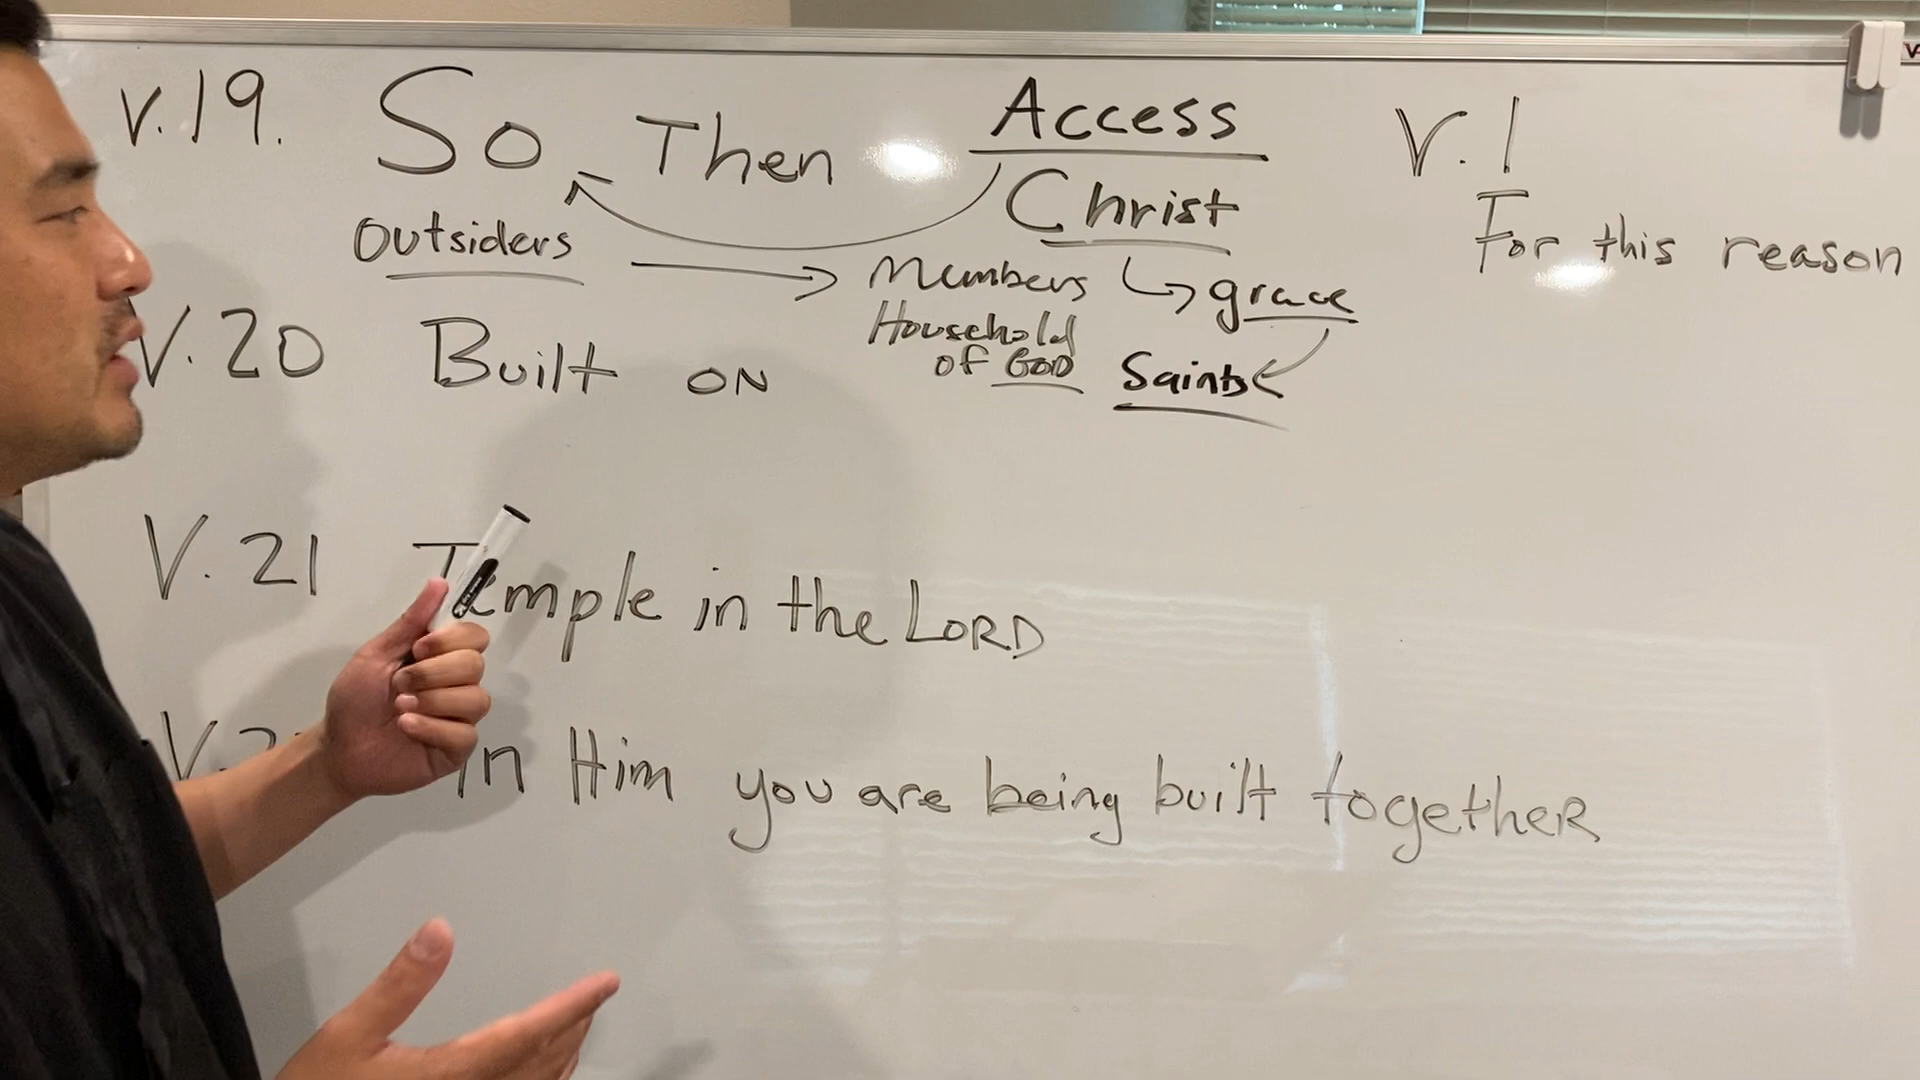 V.19. So Then
Access
Christ
Outsiders
Members
Household
of GOD
grace
Saints
V.20 Built ON
V.21 Temple in the LORD
In Him you are being built together
V.1
For this reason